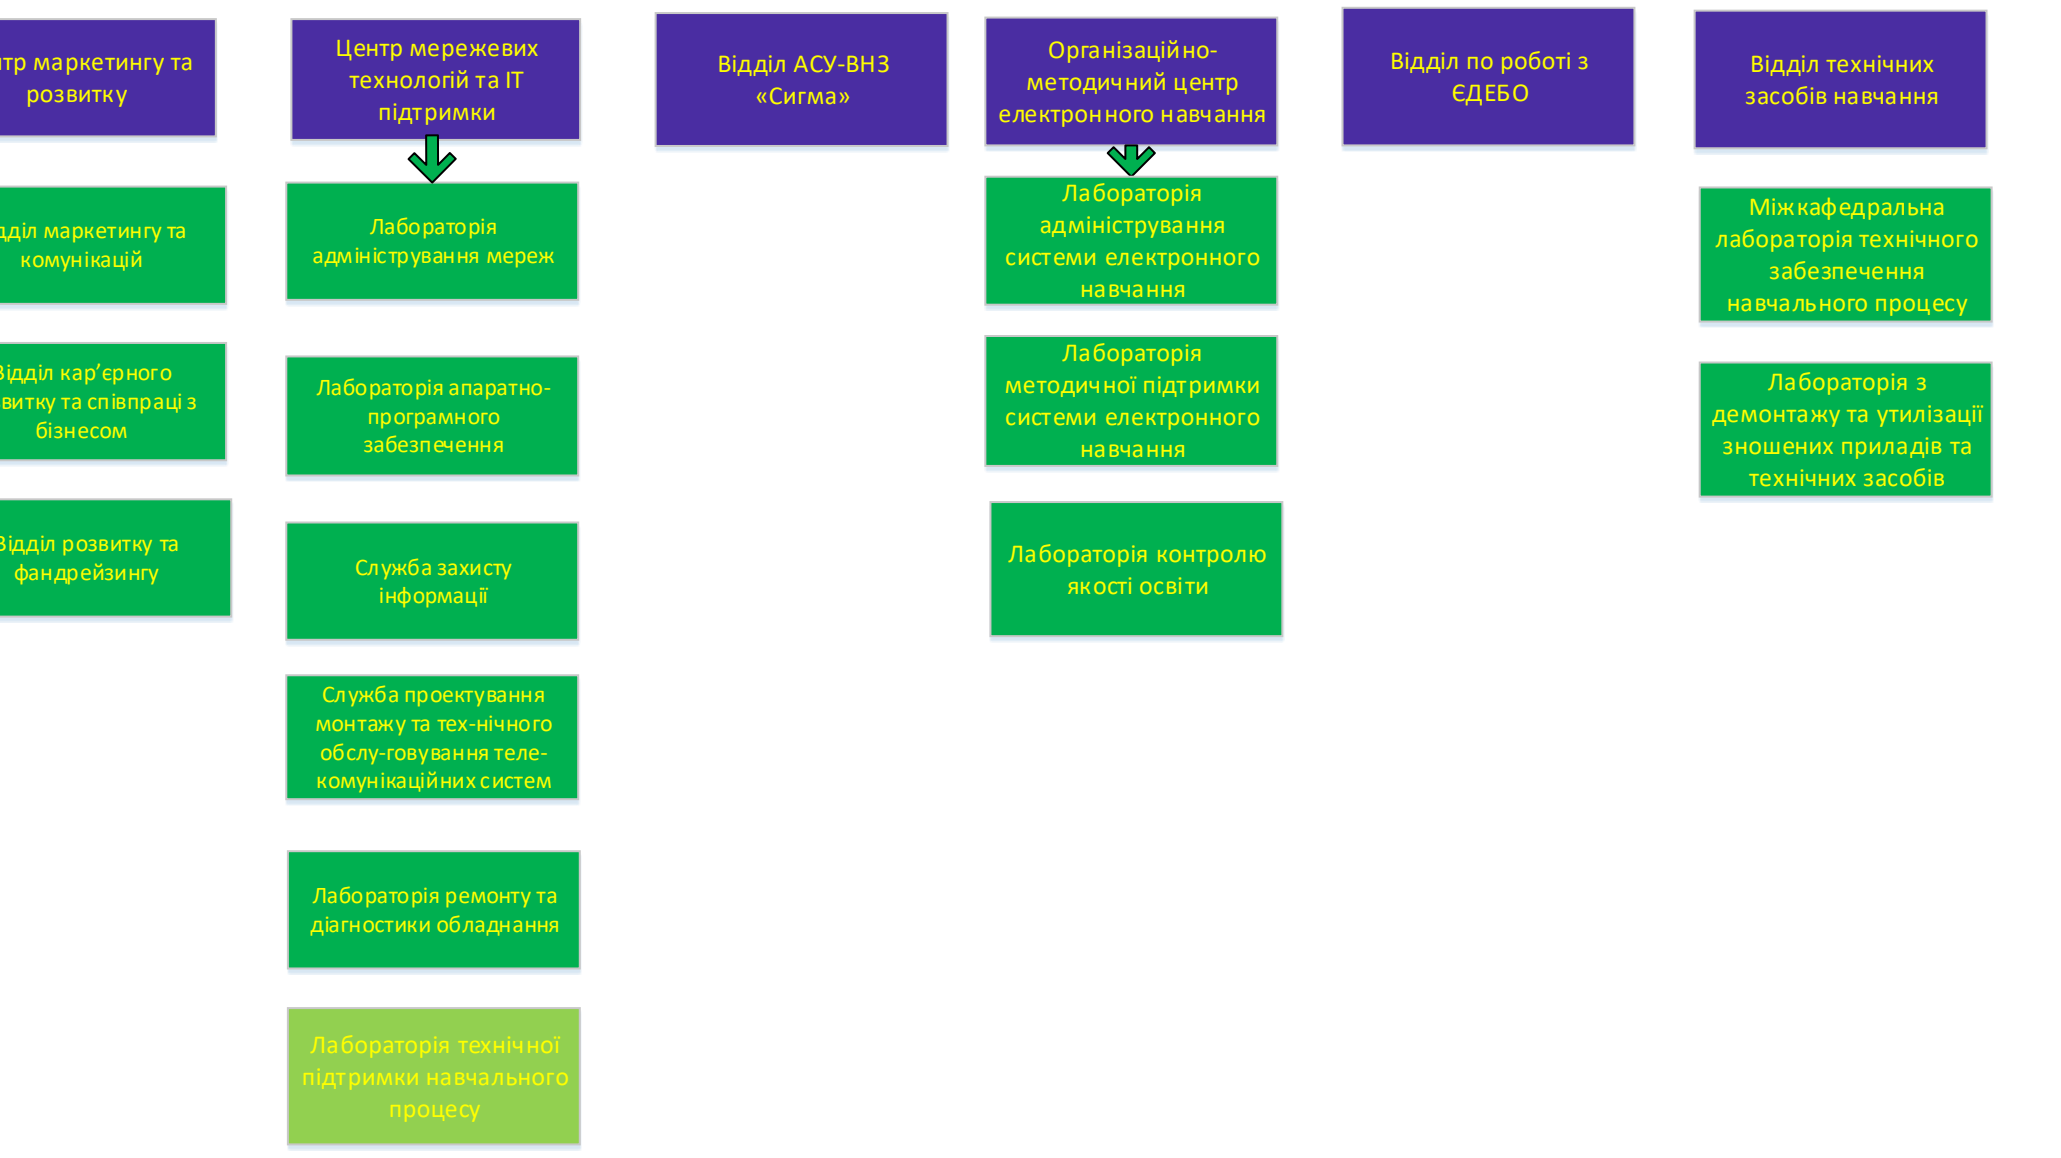 маркетингу та
розвитку
Центр мережевих
технологій та ІТ
підтримки
Відділ АСУ-ВНЗ
«Сигма»
Організаційно-
методичний центр
електронного навчання
Відділ по роботі з
ЄДЕБО
Відділ технічних
засобів навчання
маркетингу та
комунікацій
Відділ кар’єрного
та співпраці з
бізнесом
Відділ розвитку та
фандрейзингу
Лабораторія
адміністрування мереж
Лабораторія апаратно-
програмного
забезпечення
Служба захисту
інформації
Служба проектування
монтажу та тех-нічного
обслу-говування теле-
комунікаційних систем
Лабораторія ремонту та
діагностики обладнання
Лабораторія технічної
підтримки навчального
процесу
Лабораторія
адміністрування
системи електронного
навчання
Лабораторія
методичної підтримки
системи електронного
навчання
Лабораторія контролю
якості освіти
Міжкафедральна
лабораторія технічного
забезпечення
навчального процесу
Лабораторія з
демонтажу та утилізації
зношених приладів та
технічних засобів